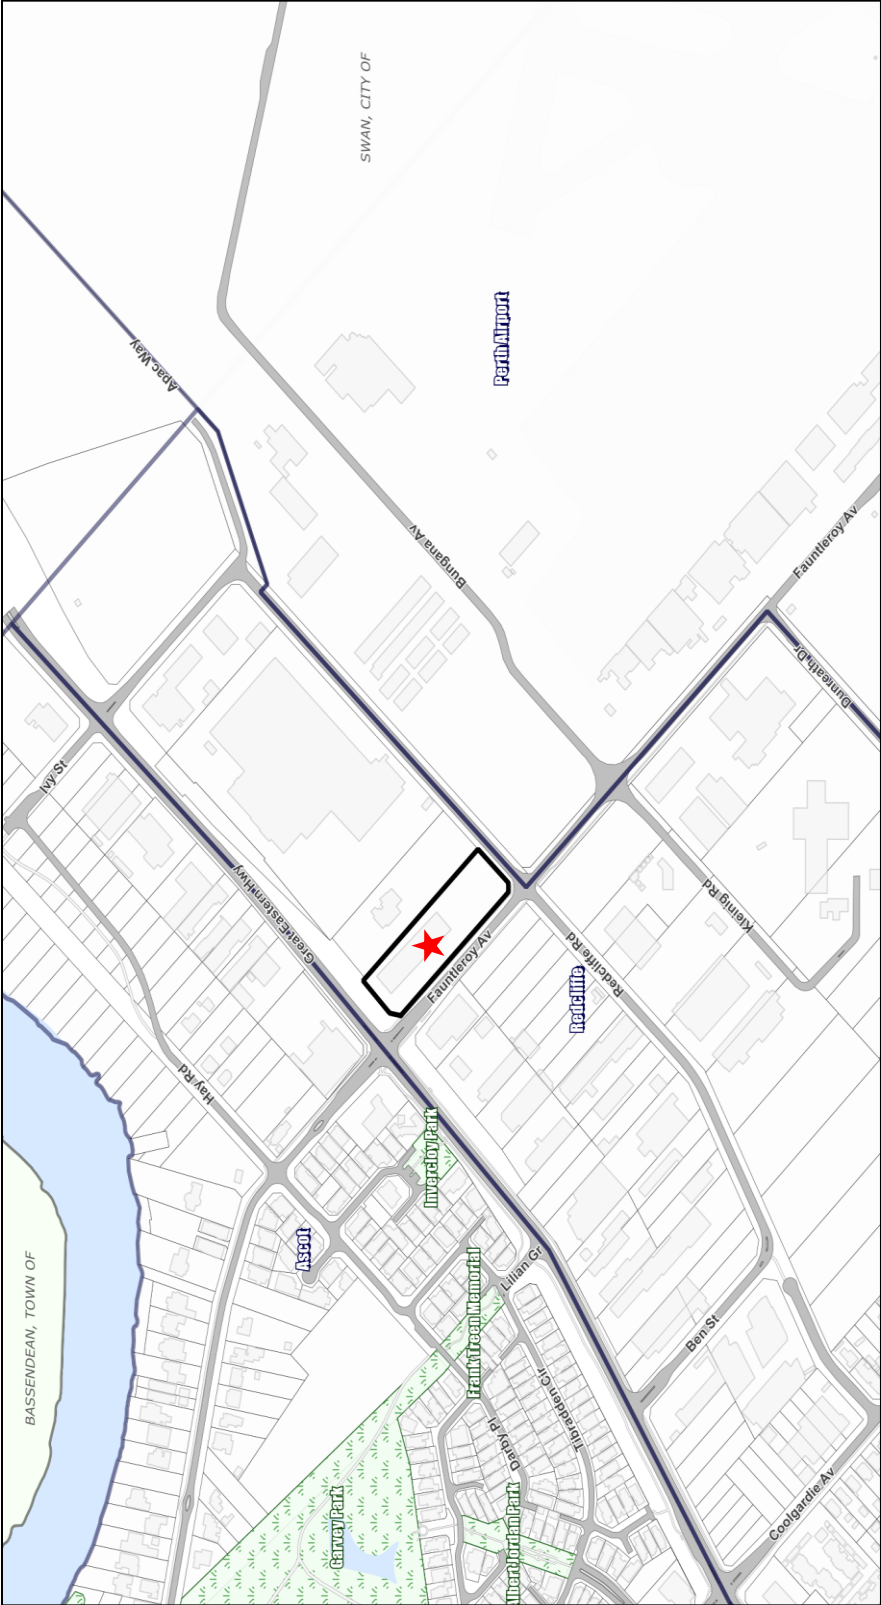 SWAN, CITY OF
Perth Airport
Apac Way
Bungana Av
Fauntleroy Av
Dunreath Dr
Ivy St
Great Eastern Hwy
Kleinig Rd
Fauntleroy Av
Redcliffe Rd
Redcliffe
Hay Rd
Invercloy Park
Ascot
Lilian Gr
Frank Treen Memorial
BASSENDEAN, TOWN OF
Ben St
Tibradden Cir
Darby Pl
Coolgardie Av
Garvey Park
lbert Jordan Park